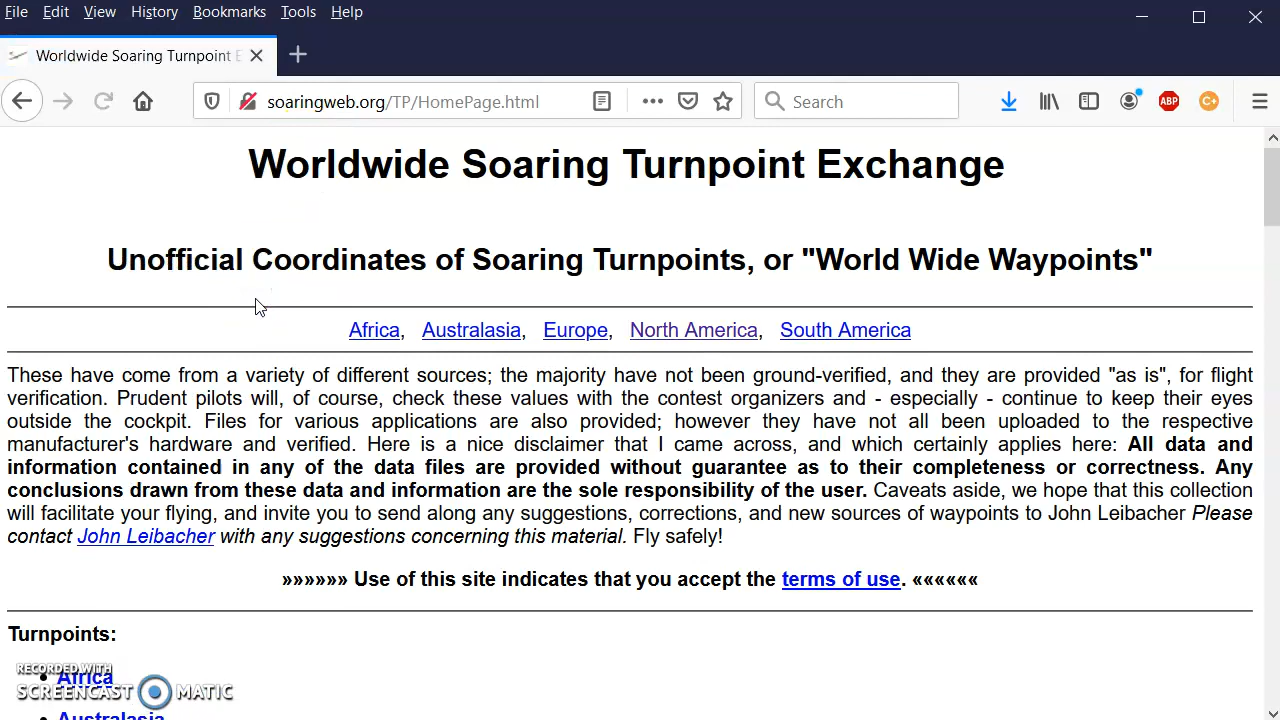 File Edit View History Bookmarks Tools Help
Worldwide Soaring Turnpoint E
soaringweb.org/TP/HomePage.html
Search
ABP
C+
Worldwide Soaring Turnpoint Exchange
Unofficial Coordinates of Soaring Turnpoints, or "World Wide Waypoints"
Africa, Australasia, Europe, North America, South America
These have come from a variety of different sources; the majority have not been ground-verified, and they are provided "as is", for flight
verification. Prudent pilots will, of course, check these values with the contest organizers and - especially - continue to keep their eyes
outside the cockpit. Files for various applications are also provided; however they have not all been uploaded to the respective
manufacturer's hardware and verified. Here is a nice disclaimer that I came across, and which certainly applies here: All data and
information contained in any of the data files are provided without guarantee as to their completeness or correctness. Any
conclusions drawn from these data and information are the sole responsibility of the user. Caveats aside, we hope that this collection
will facilitate your flying, and invite you to send along any suggestions, corrections, and new sources of waypoints to John Leibacher Please
contact John Leibacher with any suggestions concerning this material. Fly safely!
»»»»»» Use of this site indicates that you accept the terms of use. ««««««
Turnpoints:
• Africa
• Australasia
RECORDED WITH
SCREENCAST MATIC